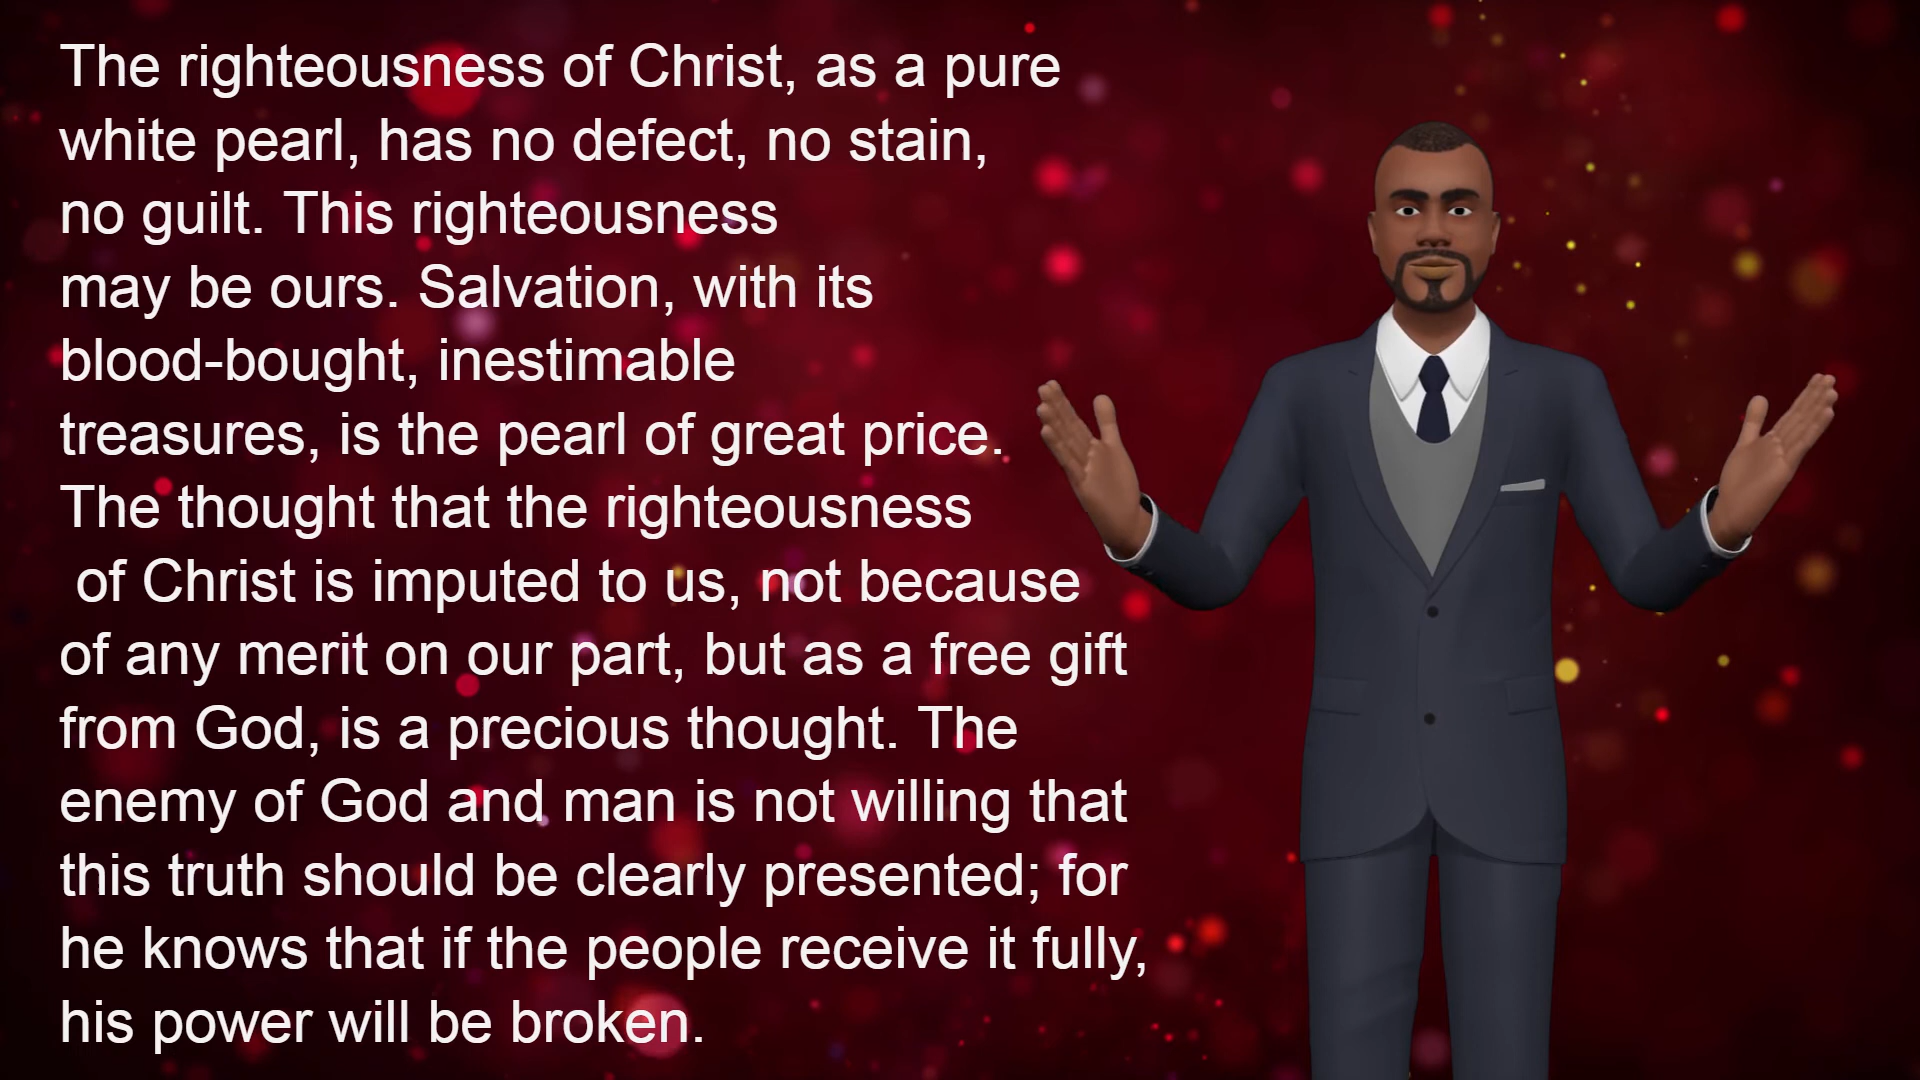 The righteousness of Christ, as a pure
white pearl, has no defect, no stain,
no guilt. This righteousness
may be ours. Salvation, with its
blood-bought, inestimable
treasures, is the pearl of great price.
The thought that the righteousness
of Christ is imputed to us, not because
of any merit on our part, but as a free gift
from God, is a precious thought. The
enemy of God and man is not willing that
this truth should be clearly presented; for
he knows that if the people receive it fully,
his power will be broken.